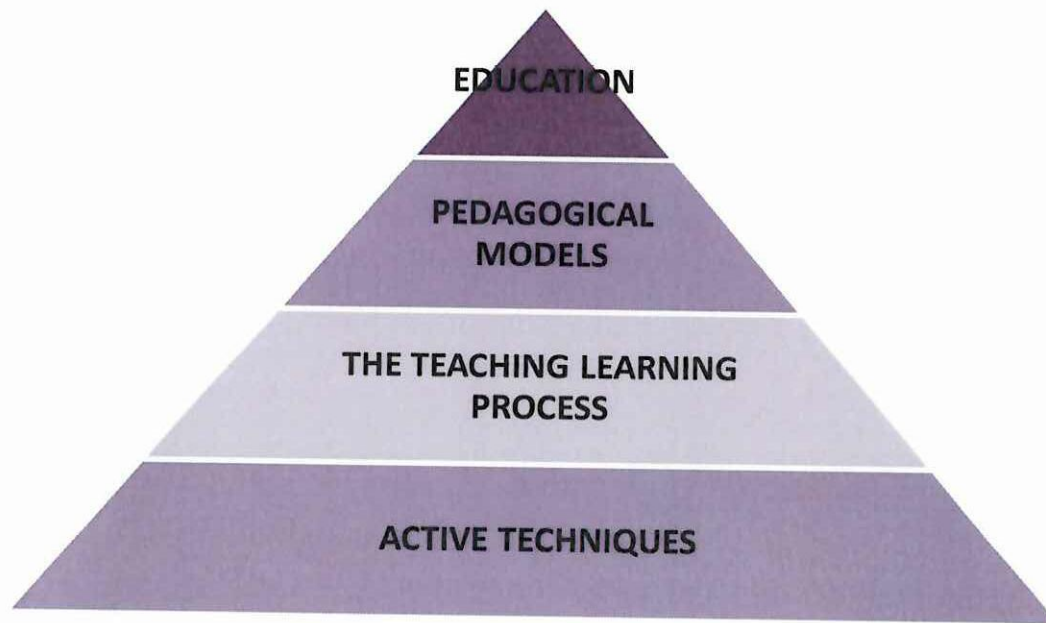 EDUCATION
PEDAGOGICAL
MODELS
THE TEACHING LEARNING
PROCESS
ACTIVE TECHNIQUES